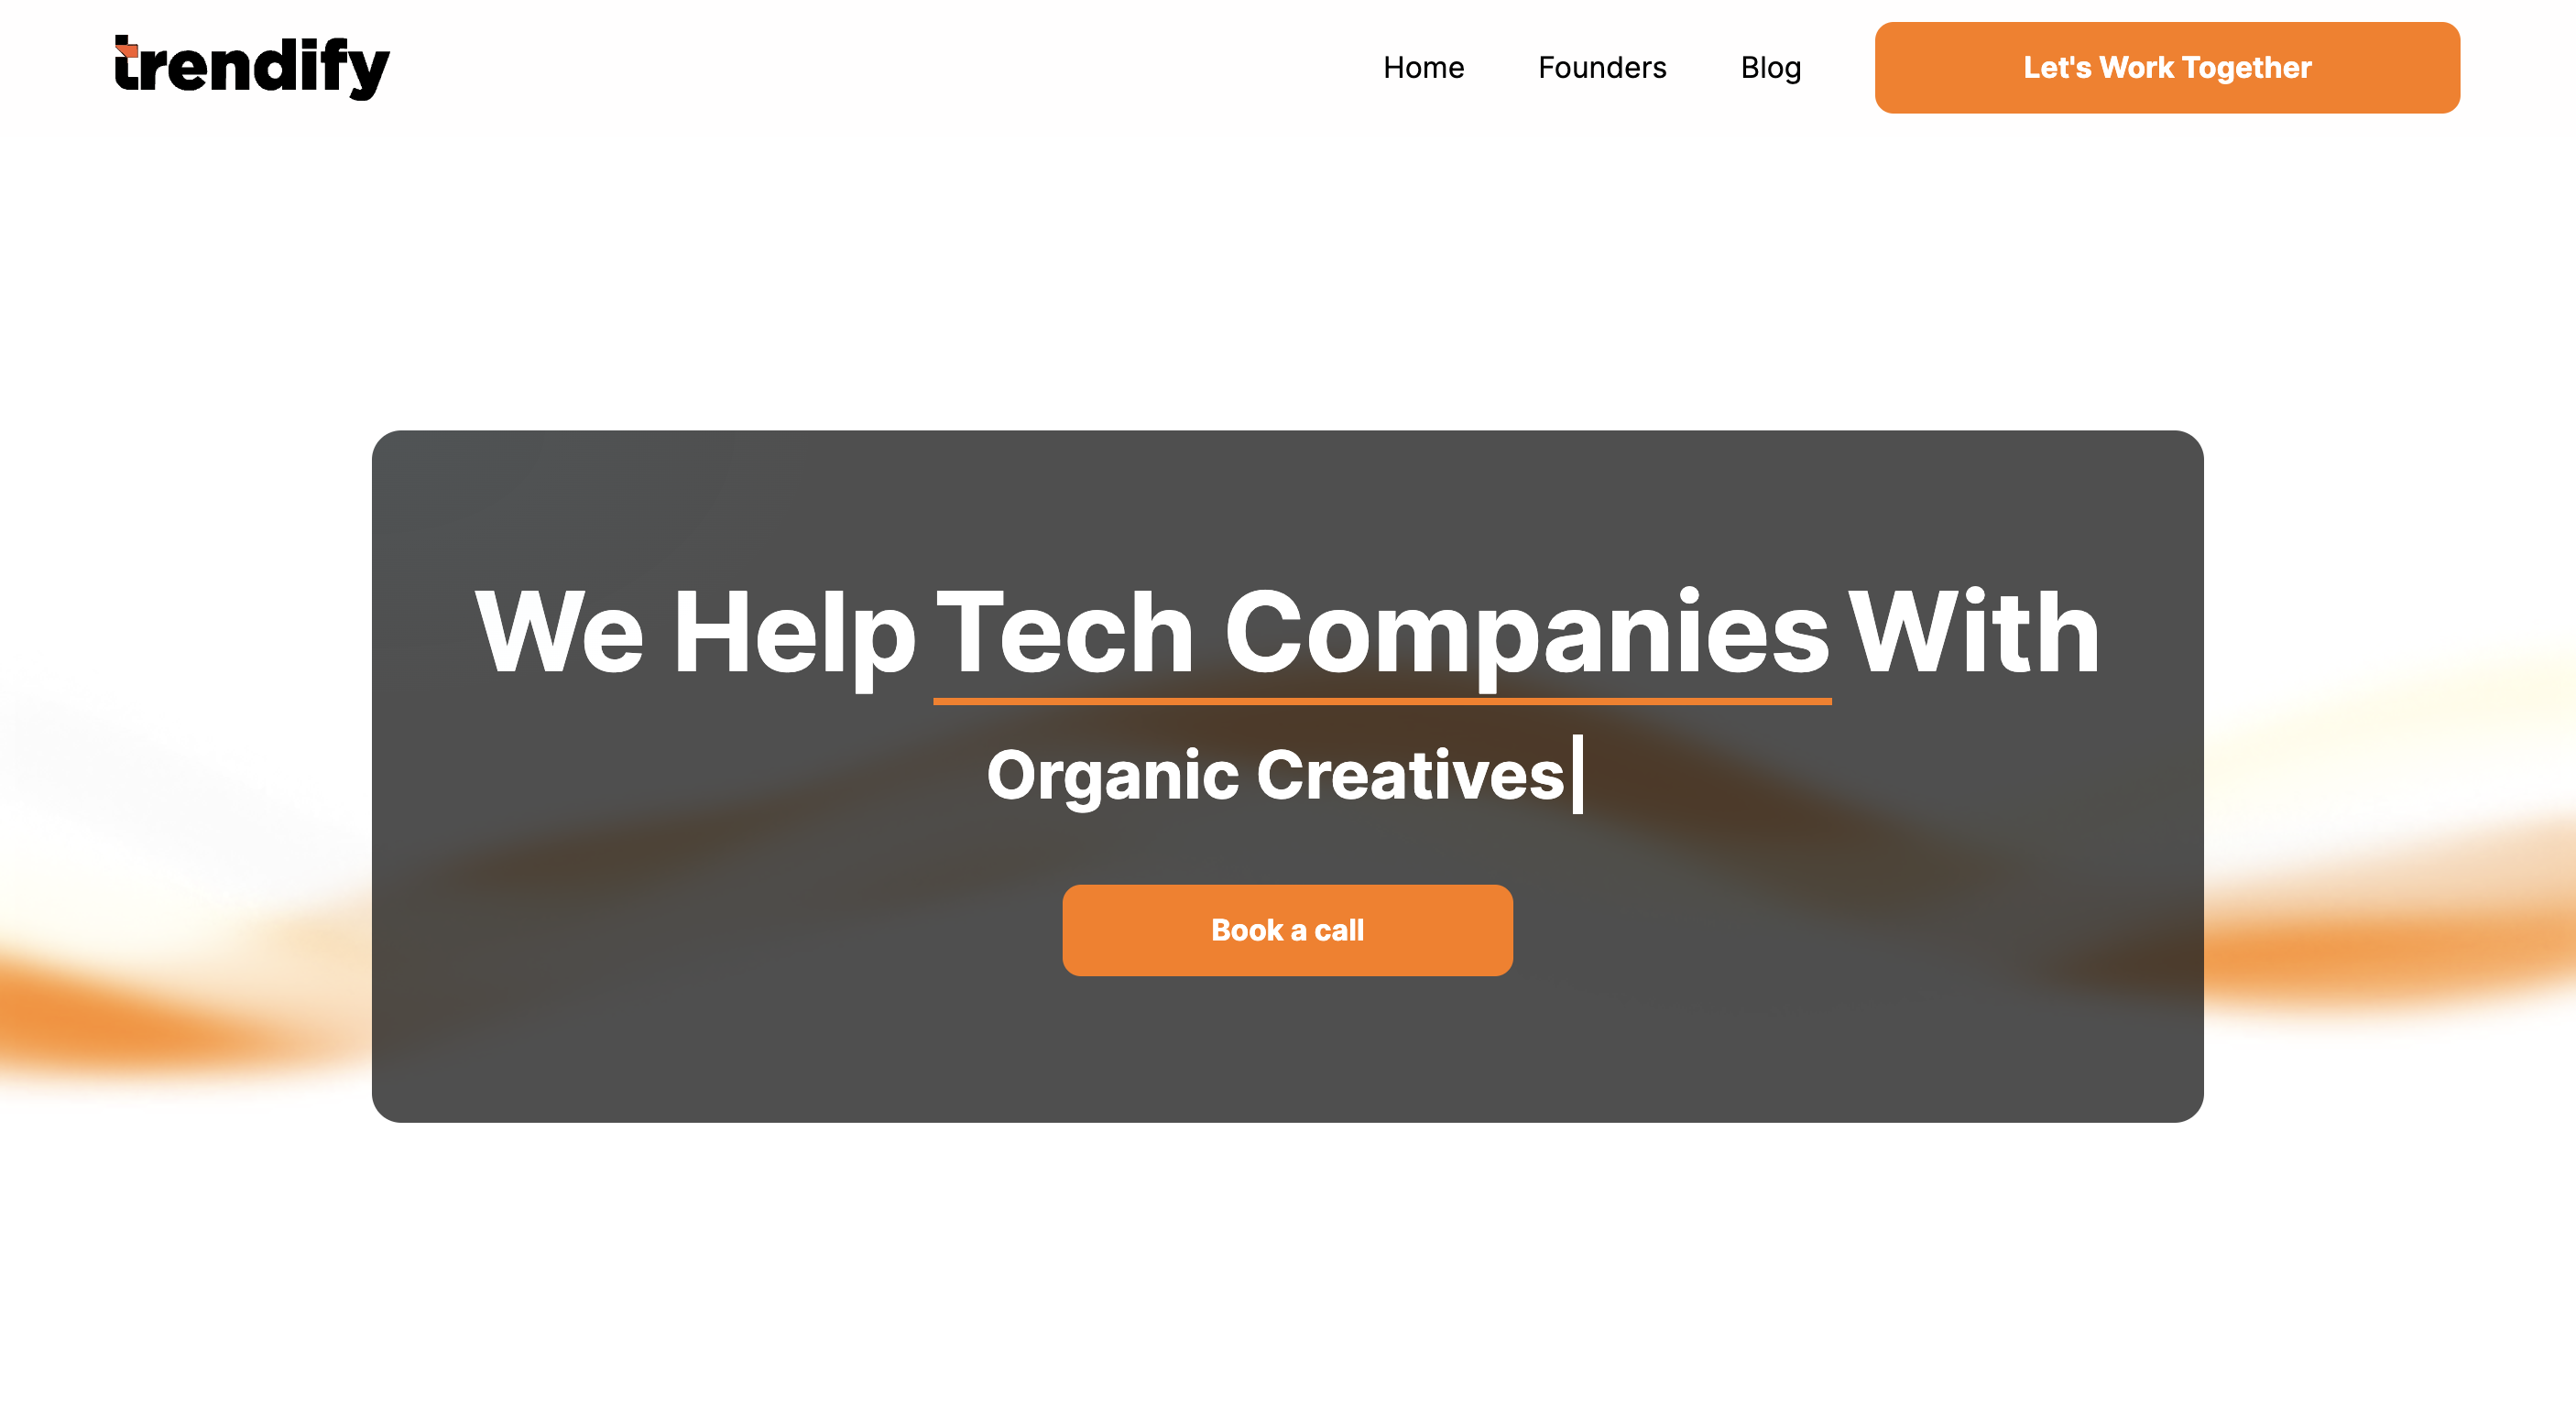 trendify
Home
Founders
Blog
Let's Work Together
We Help Tech Companies With
Organic Creatives
Book a call